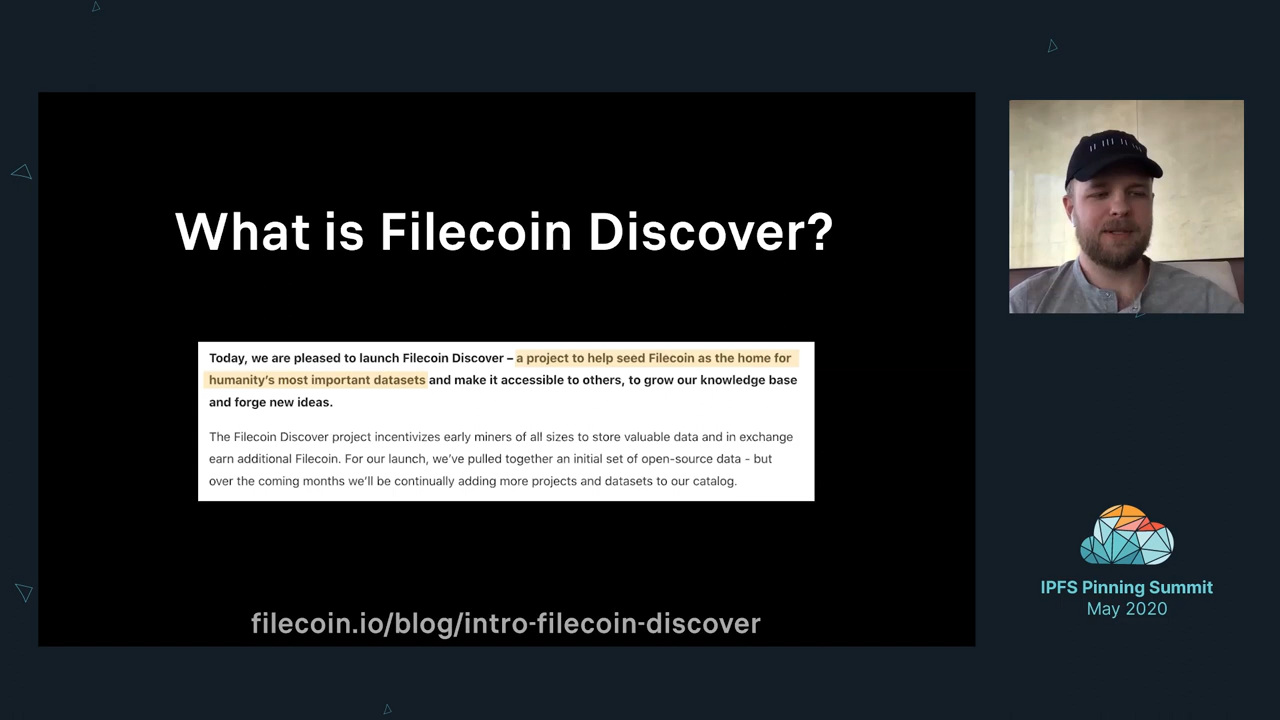 What is Filecoin Discover?
Today, we are pleased to launch Filecoin Discover – a project to help seed Filecoin as the home for
humanity's most important datasets and make it accessible to others, to grow our knowledge base
and forge new ideas.
The Filecoin Discover project incentivizes early miners of all sizes to store valuable data and in exchange
earn additional Filecoin. For our launch, we've pulled together an initial set of open-source data - but
over the coming months we'll be continually adding more projects and datasets to our catalog.
filecoin.io/blog/intro-filecoin-discover
IPFS Pinning Summit
May 2020